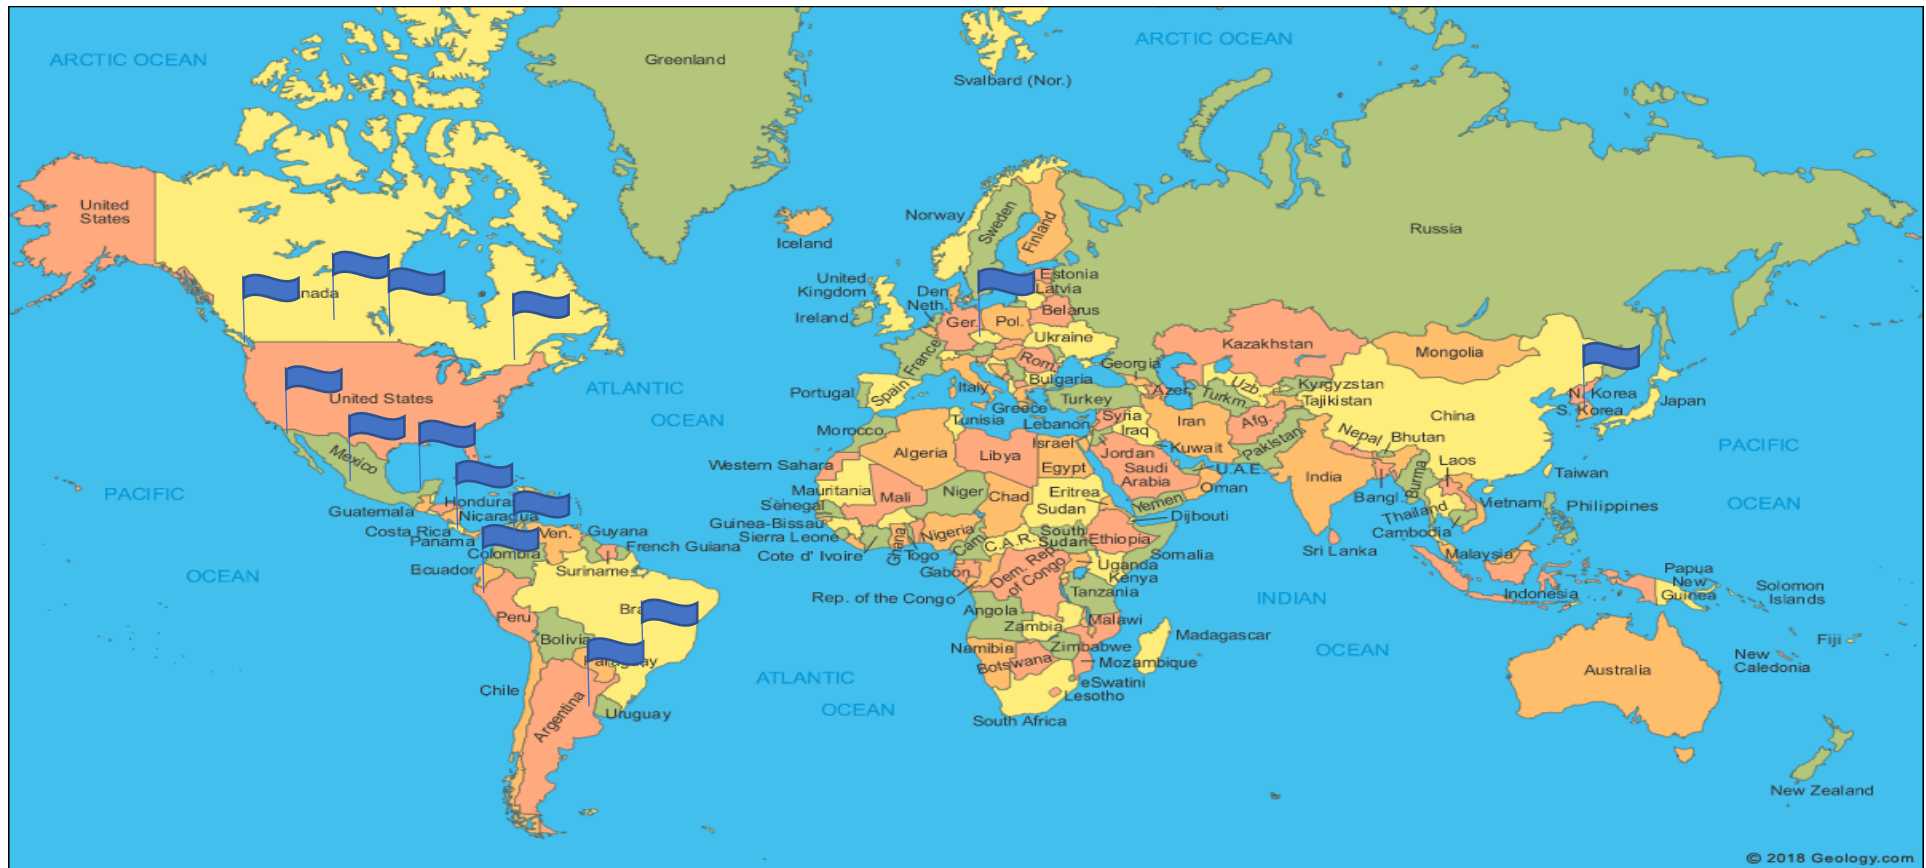 ARCTIC OCEAN
Greenland
ARCTIC OCEAN
Svalbard (Nor.)
United
States
Norway
Sweden
Finland
Iceland
Russia
nada
United
Kingdom
Ireland
Den.
Neth.
Estonia
Latvia
Belarus
Ger.
Pol.
Ukraine
France
Rom.
Kazakhstan
Mongolia
Georgia
Bulgaria
Italy
Spain
Portugal
ATLANTIC
OCEAN
United States
Greece
Turkey
Azer.
Uzb.
Turkm.
Kyrgyzstan
Tajikistan
China
N. Korea
S. Korea
Japan
Tunisia
Lebanon
Syria
Iraq
Iran
Afg.
Morocco
Algeria
Libya
Israel
Egypt
Jordan
Kuwait
Saudi
Arabia
Pakistan
Nepal
Bhutan
PACIFIC
OCEAN
Mexico
Western Sahara
U.A.E.
Oman
India
Bangl.
Burma
Laos
Taiwan
PACIFIC
OCEAN
Mauritania
Mali
Niger
Chad
Eritrea
Sudan
Yemen
Djibouti
Thailand
Vietnam
Philippines
Cambodia
Honduras
Guatemala
Nicaragua
Costa Rica
Panama
Ven.
Guyana
French Guiana
Colombia
Suriname
Ecuador
Senegal
Guinea-Bissau
Sierra Leone
Cote d' Ivoire
Ghana
Togo
Nigeria
Cam.
C.A.R.
South
Sudan
Ethiopia
Somalia
Sri Lanka
Malaysia
Gabon
Rep. of the Congo
Dem. Rep.
of Congo
Uganda
Kenya
Tanzania
INDIAN
OCEAN
Indonesia
Papua
New
Guinea
Solomon
Islands
Peru
Bra
Bolivia
Paraguay
Angola
Zambia
Malawi
Madagascar
Fiji
Namibia
Zimbabwe
Botswana
Mozambique
New
Caledonia
Chile
ATLANTIC
OCEAN
eSwatini
Lesotho
South Africa
Australia
Argentina
Uruguay
New Zealand
© 2018 Geology.com